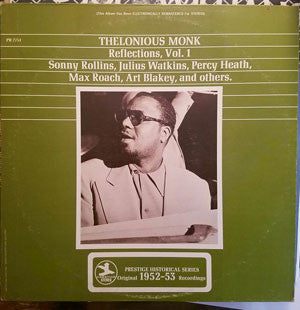 (This Album Has Been ELECTRONICALLY REMASTERED For STEREO)
PR 7751
THELONIOUS MONK
Reflections, Vol. 1
Sonny Rollins, Julius Watkins, Percy Heath,
Max Roach, Art Blakey, and others.
PRESTIGE HISTORICAL SERIES
Original 1952-53 Recordings